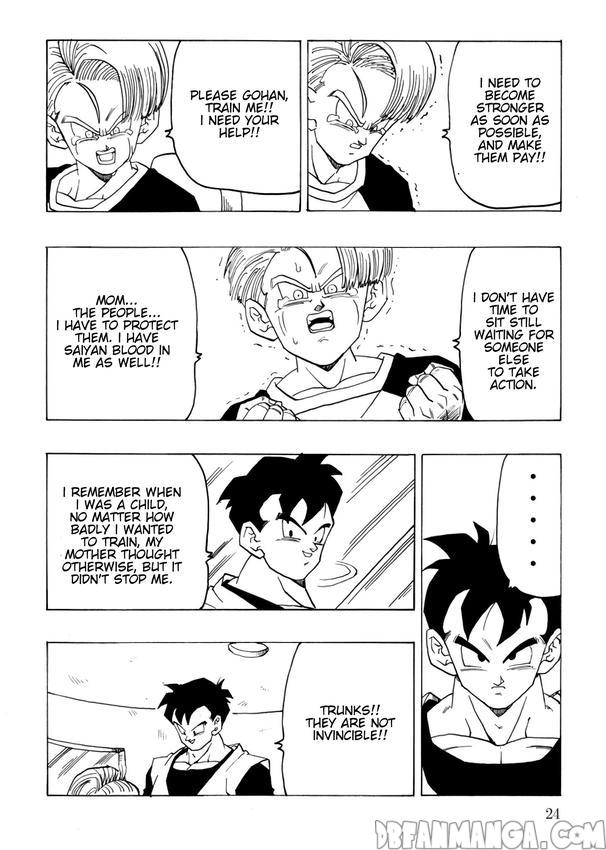 I NEED TO
BECOME
STRONGER
AS SOON
AS
POSSIBLE,
AND MAKE
THEM PAY!!
PLEASE GOHAN,
TRAIN ME!!
I NEED YOUR
HELP!!
I DON'T HAVE
TIME TO
SIT STILL
WAITING FOR
SOMEONE
ELSE
TO TAKE
ACTION.
MOM...
THE PEOPLE...
I HAVE TO PROTECT
THEM. I HAVE
SAIYAN BLOOD IN
ME AS WELL!!
.....
I REMEMBER WHEN
I WAS A CHILD,
NO MATTER HOW
BADLY I WANTED
TO TRAIN, MY
MOTHER THOUGHT
OTHERWISE, BUT IT
DIDN'T STOP ME.
TRUNKS!!
THEY ARE NOT
INVINCIBLE!!
24
DBFANMANGA.COM